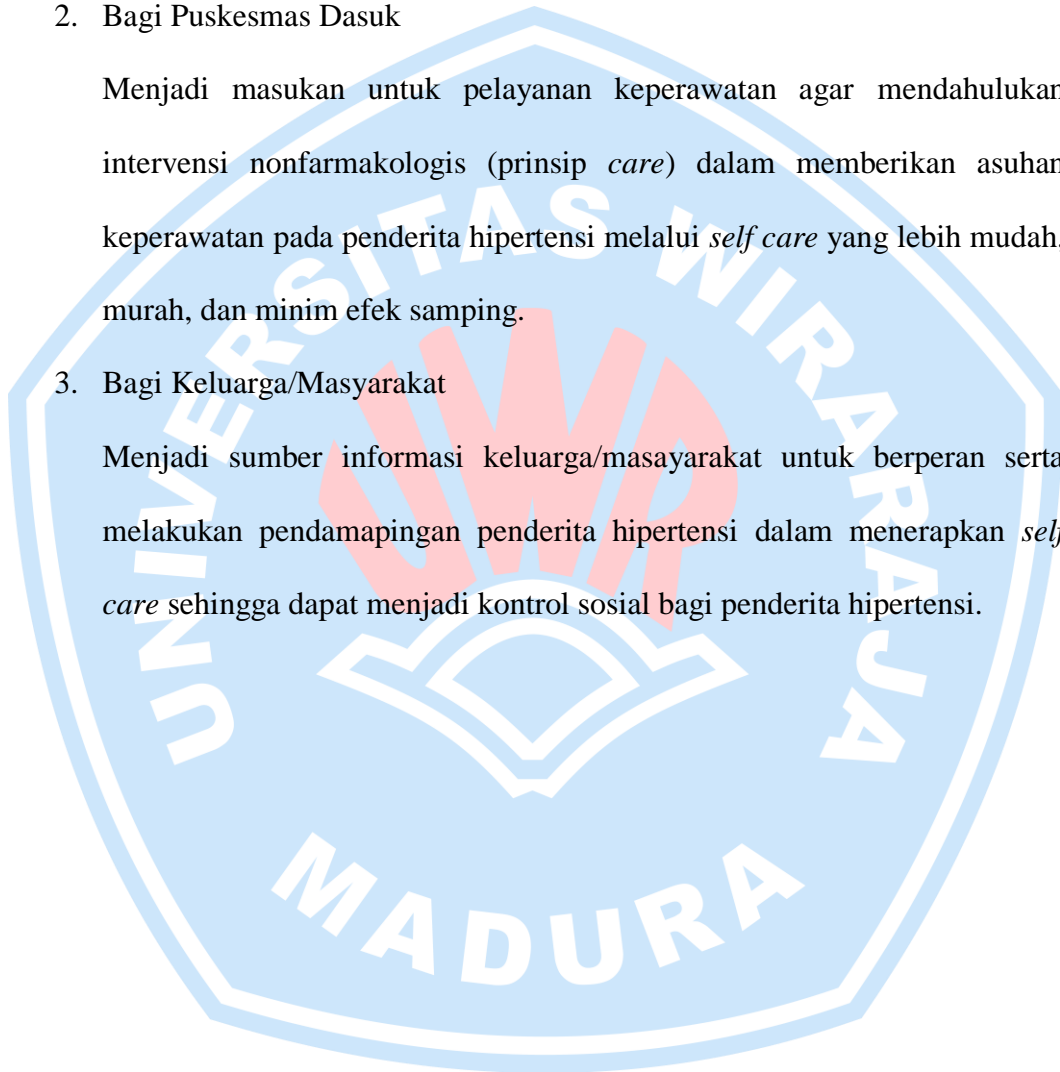 2. Bagi Puskesmas Dasuk
Menjadi masukan untuk pelayanan keperawatan agar mendahulukan
intervensi nonfarmakologis (prinsip care) dalam memberikan asuhan
keperawatan pada penderita hipertensi melalui self care yang lebih mudah,
murah, dan minim efek samping.
3. Bagi Keluarga/Masyarakat
Menjadi sumber informasi keluarga/masayarakat untuk berperan serta
melakukan pendamapingan penderita hipertensi dalam menerapkan self
care sehingga dapat menjadi kontrol sosial bagi penderita hipertensi.
UNIVERSITAS WIRARAJA
UWR
MADURA